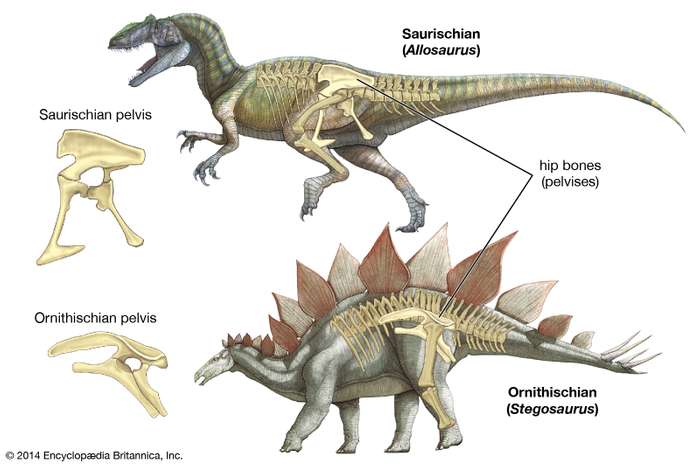 Saurischian
(Allosaurus)
Saurischian pelvis
hip bones
(pelvises)
Ornithischian pelvis
Ornithischian
(Stegosaurus)
© 2014 Encyclopædia Britannica, Inc.